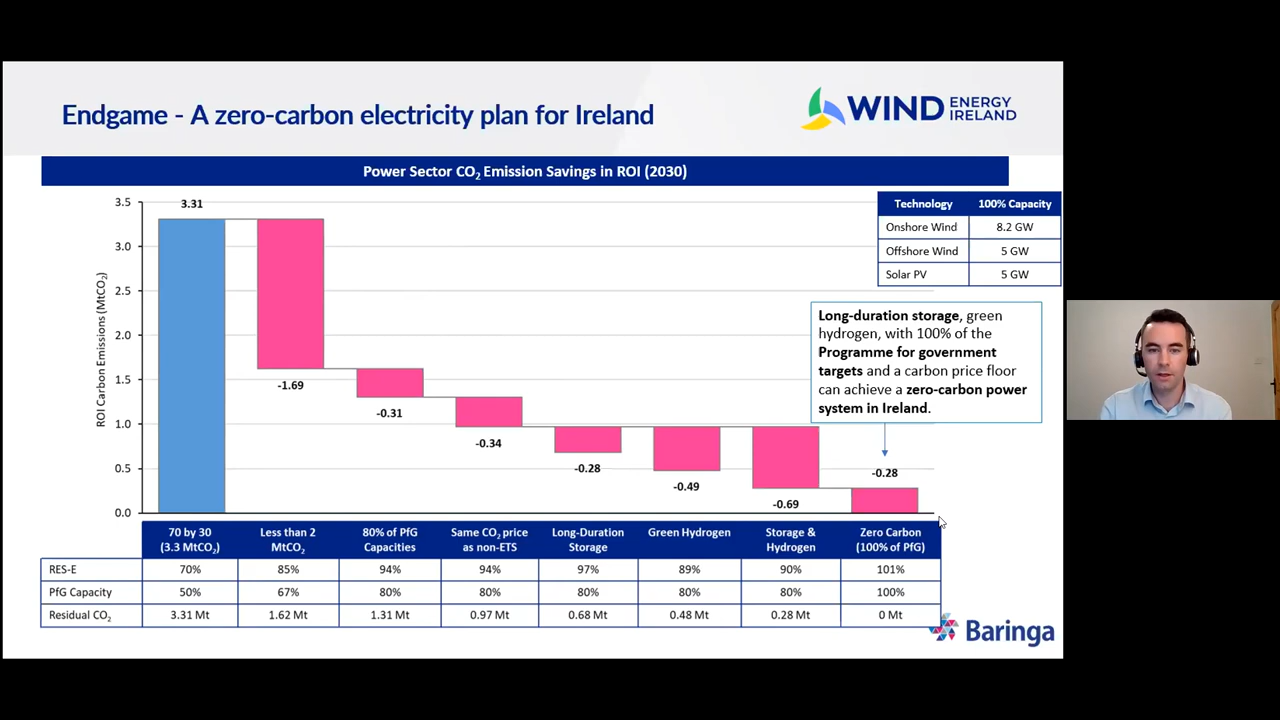 Endgame - A zero-carbon electricity plan for Ireland
WIND ENERGY
IRELAND
Power Sector CO₂ Emission Savings in ROI (2030)
ROI Carbon Emissions (MtCO₂)
3.5
3.0
2.5
2.0
1.5
1.0
0.5
0.0
3.31
-1.69
-0.31
-0.34
-0.28
-0.49
-0.69
-0.28
Technology 100% Capacity
Onshore Wind 8.2 GW
Offshore Wind 5 GW
Solar PV 5 GW
Long-duration storage, green
hydrogen, with 100% of the
Programme for government
targets and a carbon price floor
can achieve a zero-carbon power
system in Ireland.
70 by 30 Less than 2 80% of PfG Same CO₂ price Long-Duration Green Hydrogen Storage & Zero Carbon
(3.3 MtCO₂) MtCO₂ Capacities as non-ETS Storage Hydrogen (100% of PfG)
RES-E 70% 85% 94% 94% 97% 89% 90% 101%
PfG Capacity 50% 67% 80% 80% 80% 80% 80% 100%
Residual CO₂ 3.31 Mt 1.62 Mt 1.31 Mt 0.97 Mt 0.68 Mt 0.48 Mt 0.28 Mt 0 Mt
Baringa